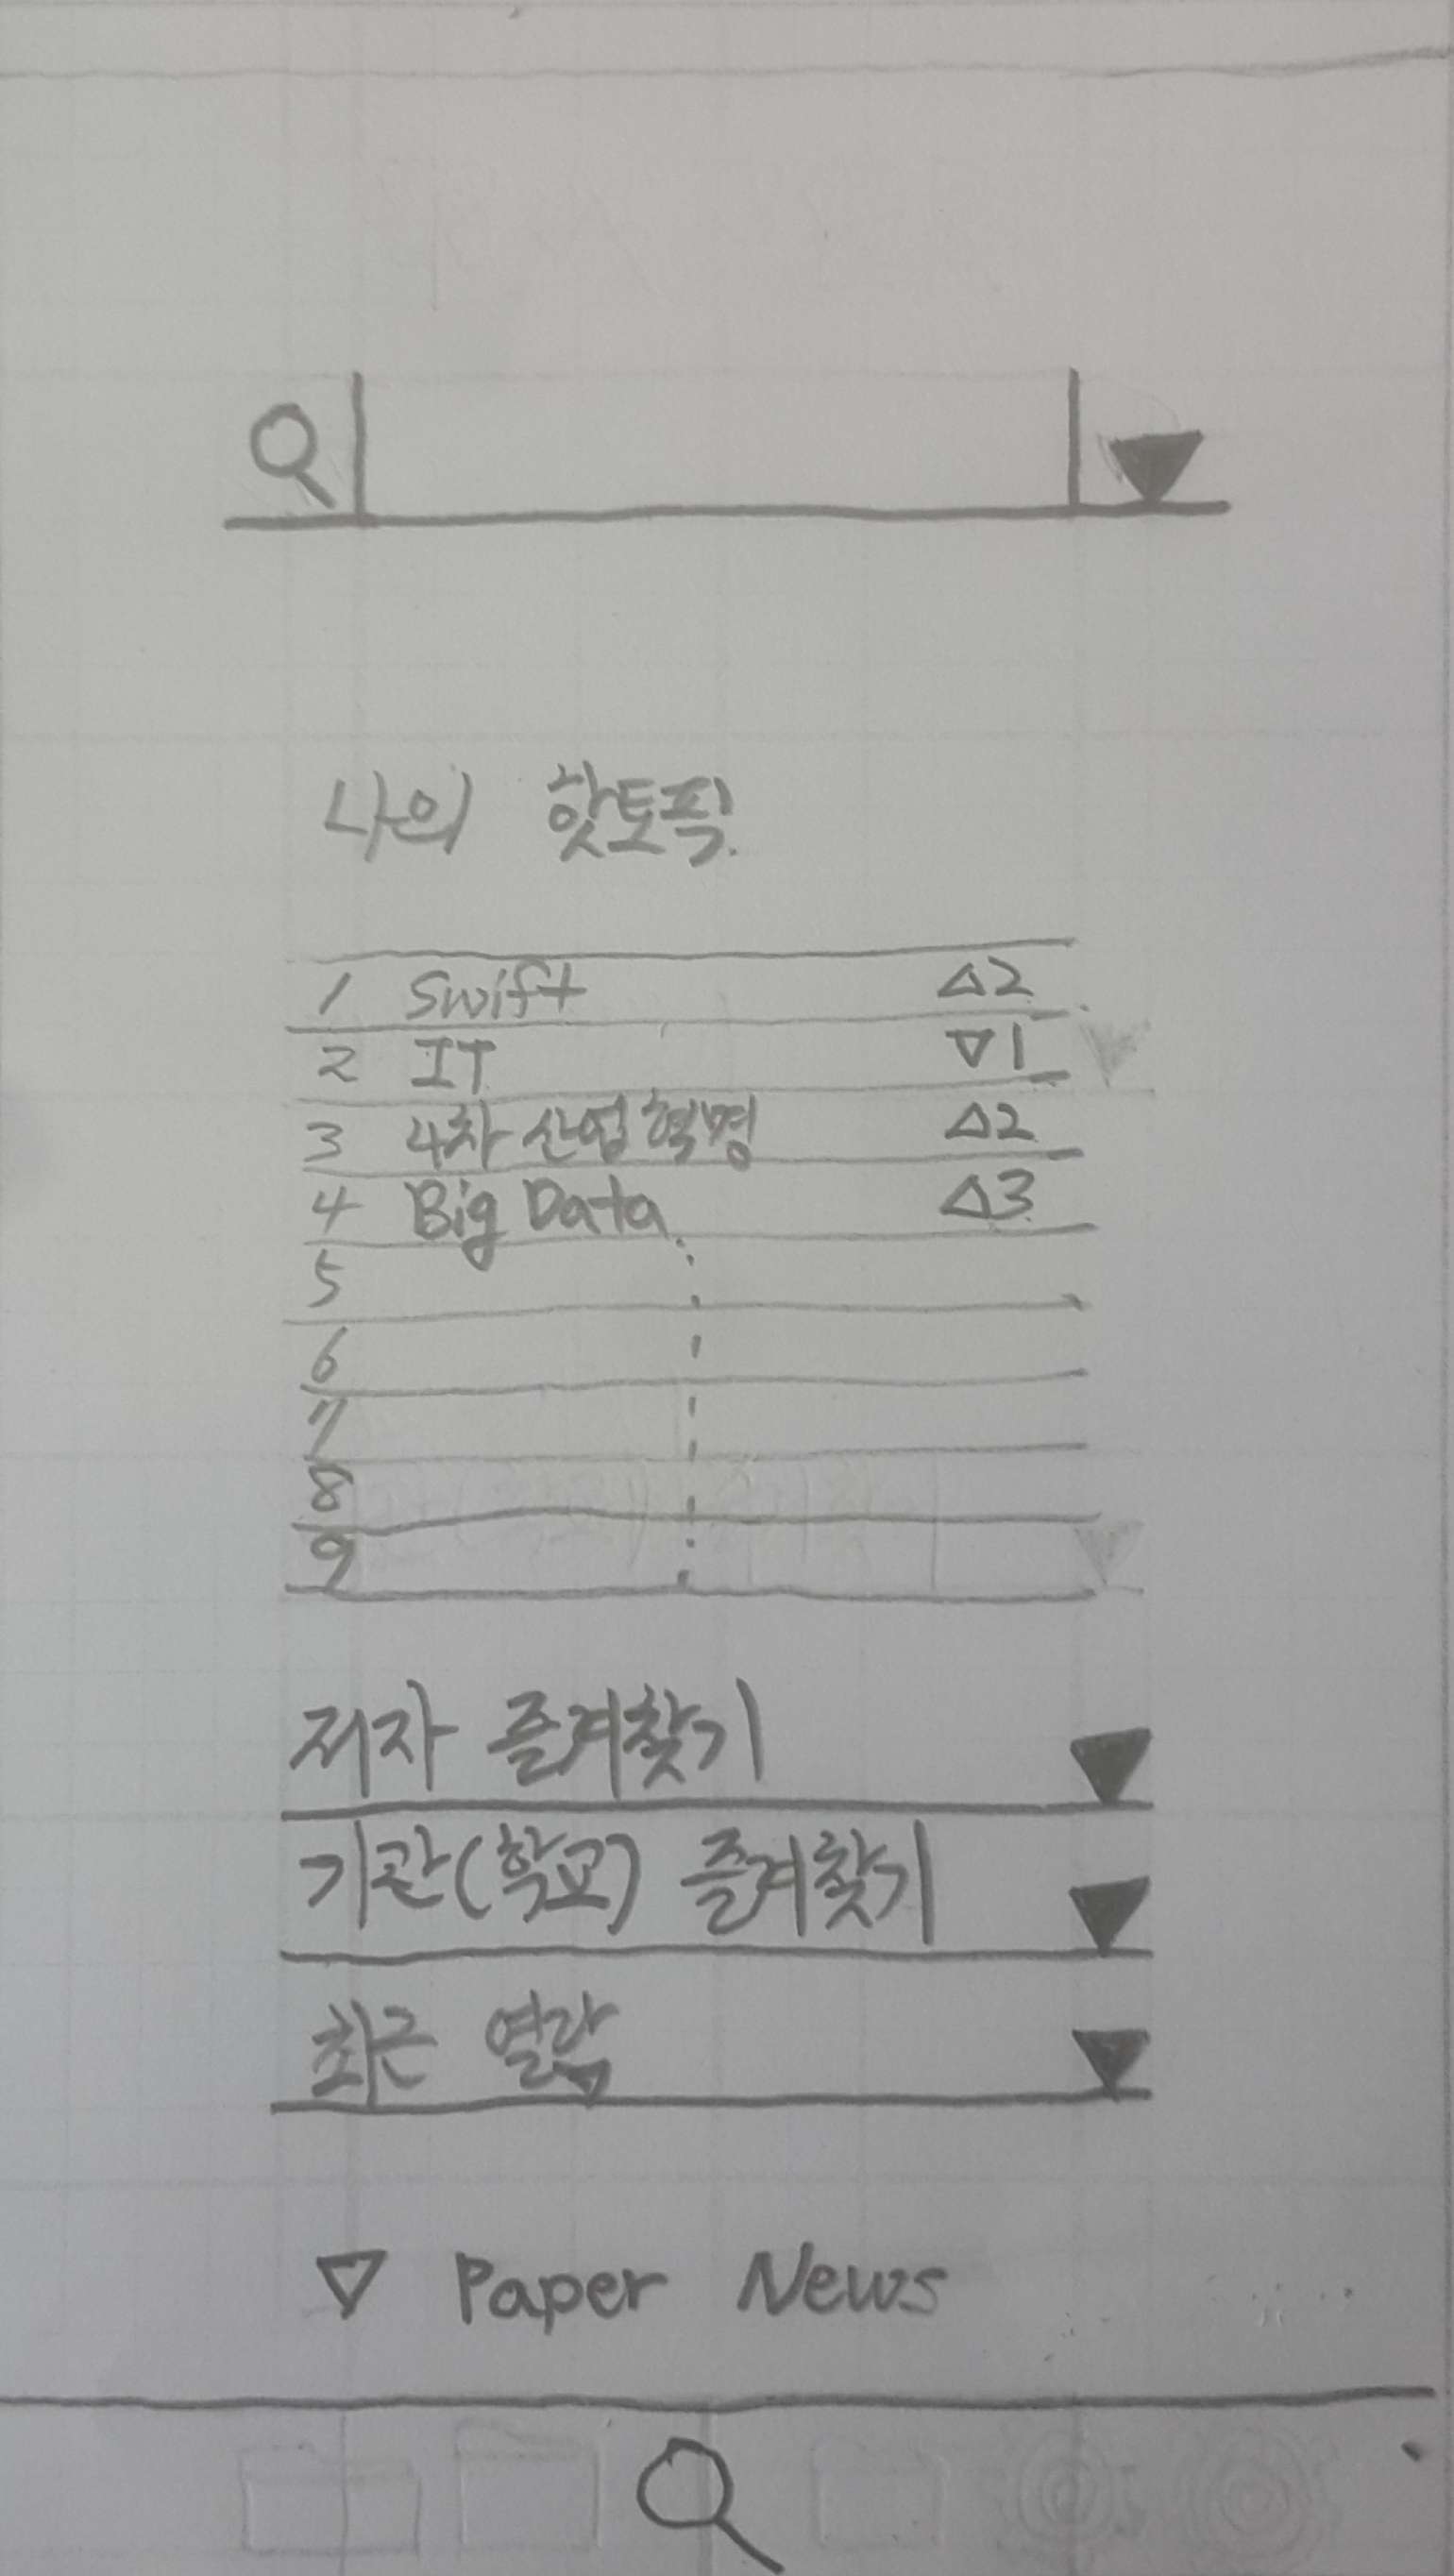 나의 핫토픽.
1 Swift △2
2 IT ▽1
3 4차 산업혁명 △2
4 Big Data △3
5
6
7
8
9
저자 즐겨찾기 ▼
기관(학교) 즐겨찾기 ▼
최근 열람 ▼
▽ Paper News